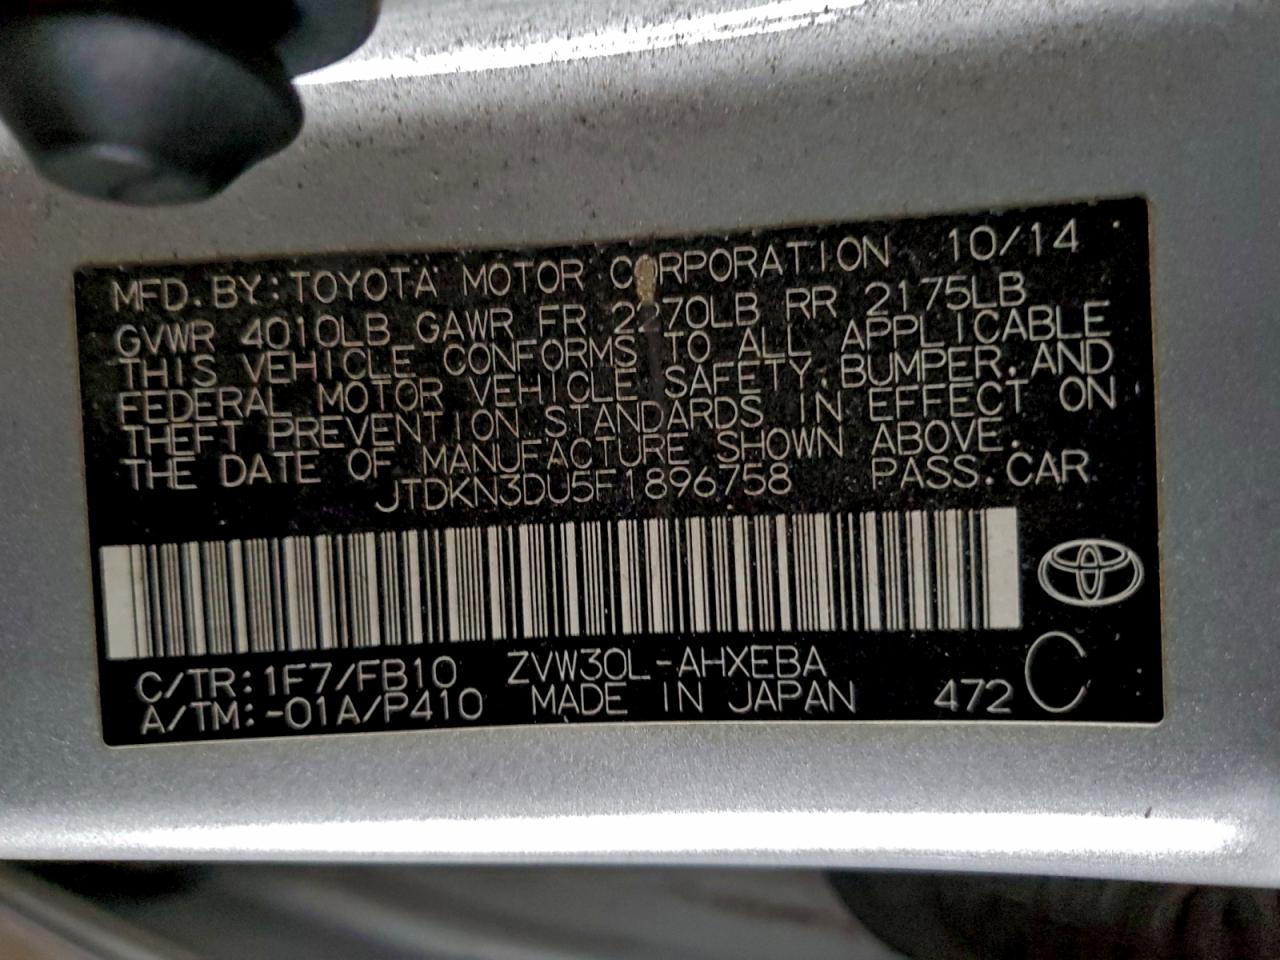 MFD. BY: TOYOTA MOTOR CORPORATION 10/14
GVWR 4010LB GAWR FR 2270LB RR 2175LB
THIS VEHICLE CONFORMS TO ALL APPLICABLE
FEDERAL MOTOR VEHICLE SAFETY, BUMPER, AND
THEFT PREVENTION STANDARDS IN EFFECT ON
THE DATE OF MANUFACTURE SHOWN ABOVE.
JTDKN3DU5F1896758 PASS. CAR
C/TR: 1F7/FB10 ZVW30L-AHXEBA
A/TM: -01A/P410 MADE IN JAPAN 472 C